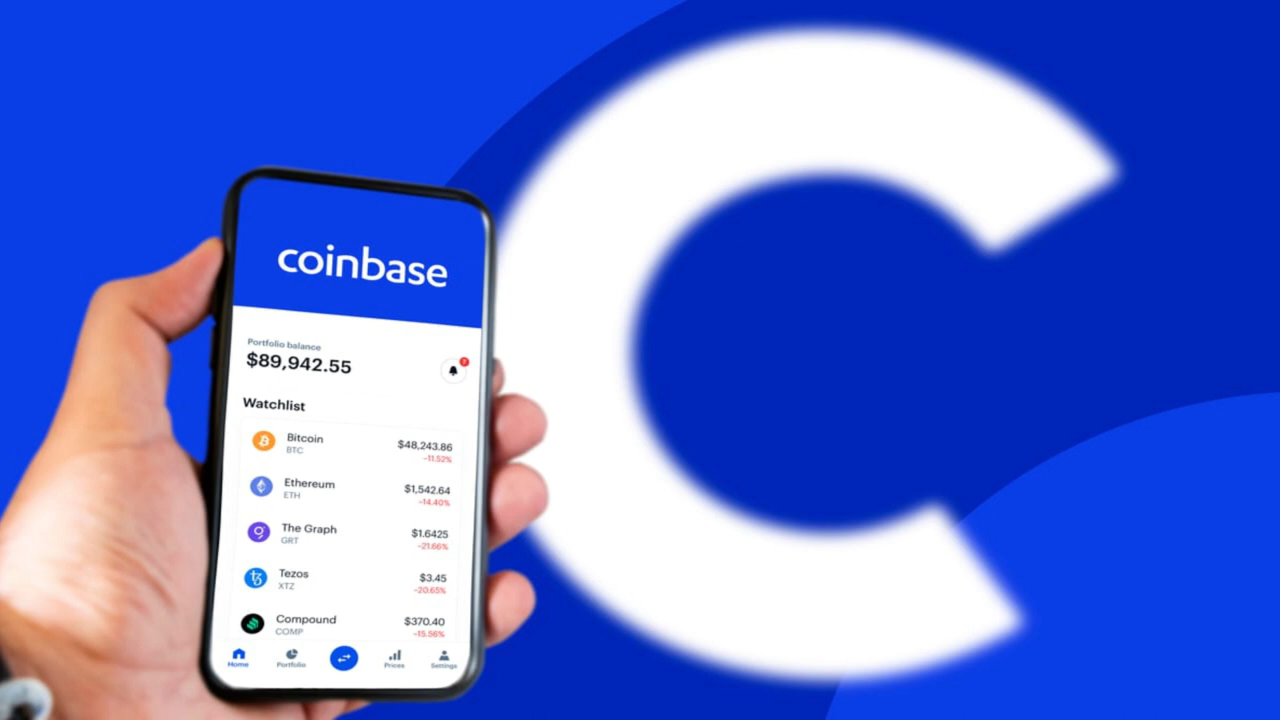 coinbase
Portfolio balance
$89,942.55
Watchlist
Bitcoin
BTC
$48,243.86
-11.52%
Ethereum
ETH
$1,542.64
-14.40%
The Graph
GRT
$1.6425
-21.66%
Tezos
XTZ
$3.45
-20.65%
Compound
COMP
$370.40
-15.56%
Home
Portfolio
Prices
Settings